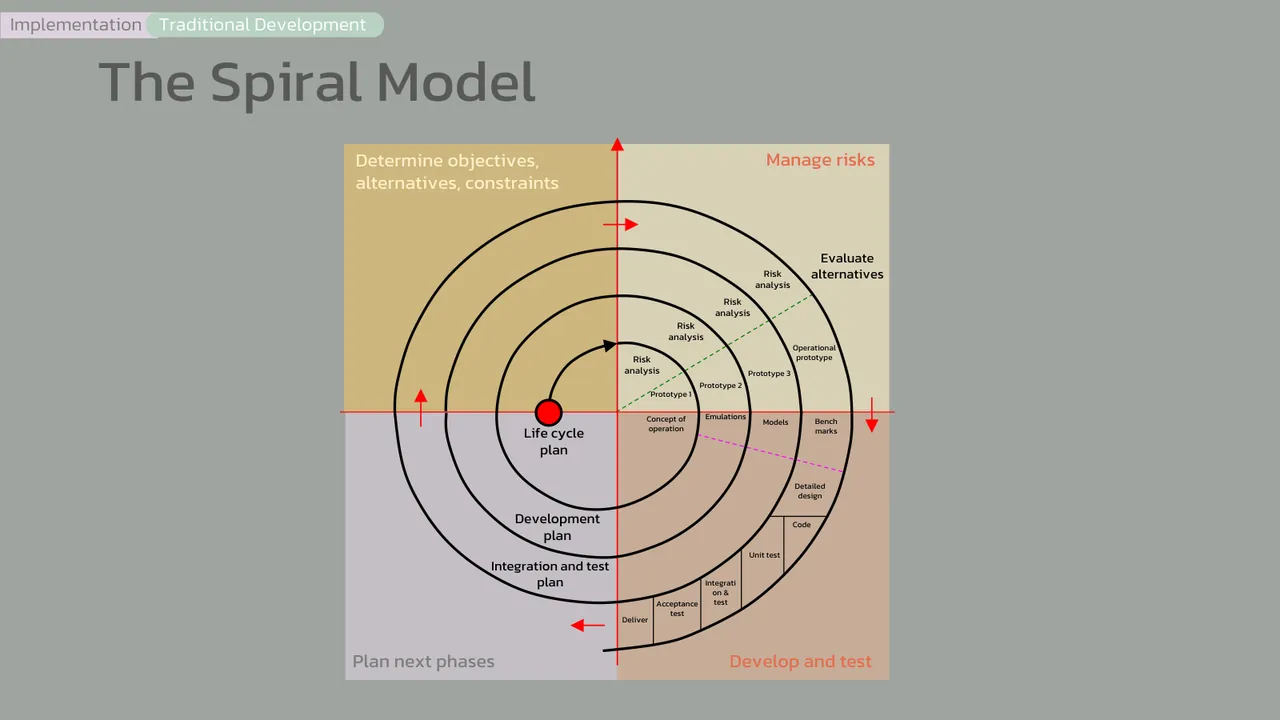 Implementation
Traditional Development
The Spiral Model
Determine objectives,
alternatives, constraints
Manage risks
Evaluate
alternatives
Risk
analysis
Risk
analysis
Risk
analysis
Risk
analysis
Operational
prototype
Prototype 3
Prototype 2
Prototype 1
Concept of
operation
Emulations
Models
Bench
marks
Life cycle
plan
Detailed
design
Development
plan
Code
Unit test
Integration and test
plan
Integrati
on &
test
Acceptance
test
Deliver
Plan next phases
Develop and test